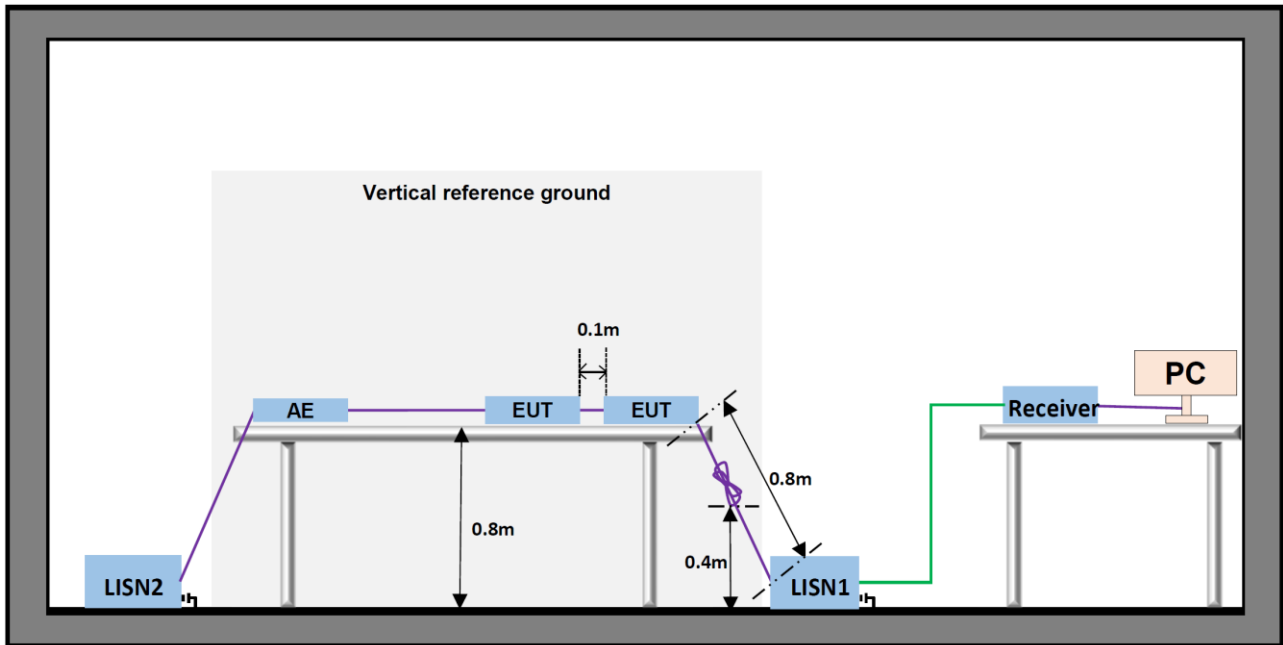 Vertical reference ground
0.1m
AE
EUT
EUT
PC
Receiver
0.8m
0.8m
0.4m
LISN2
LISN1